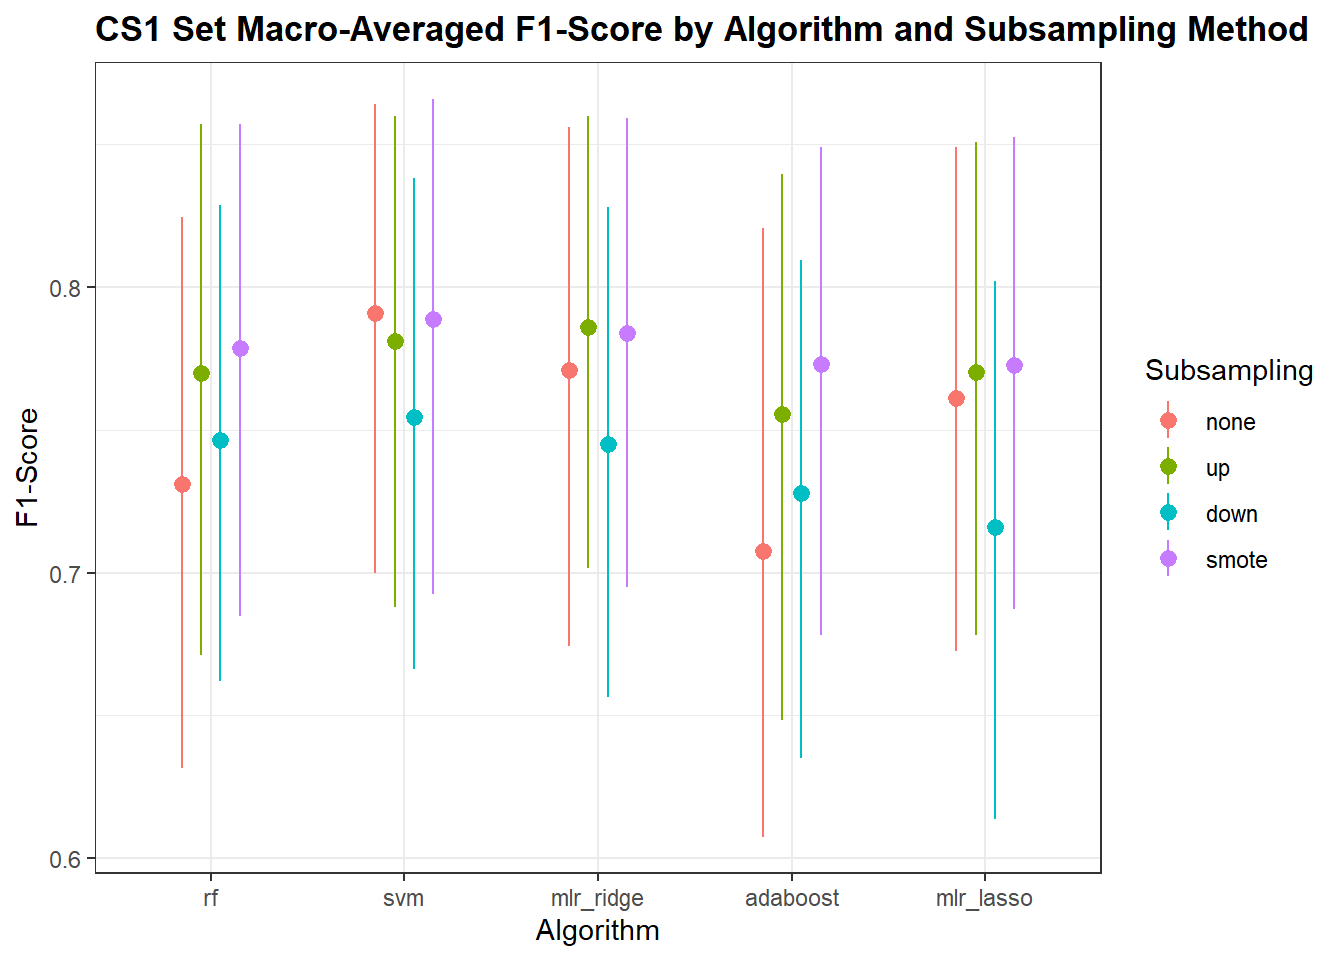 CS1 Set Macro-Averaged F1-Score by Algorithm and Subsampling Method
F1-Score
0.8
0.7
0.6
rf
svm
mlr_ridge
adaboost
mlr_lasso
Algorithm
Subsampling
none
up
down
smote